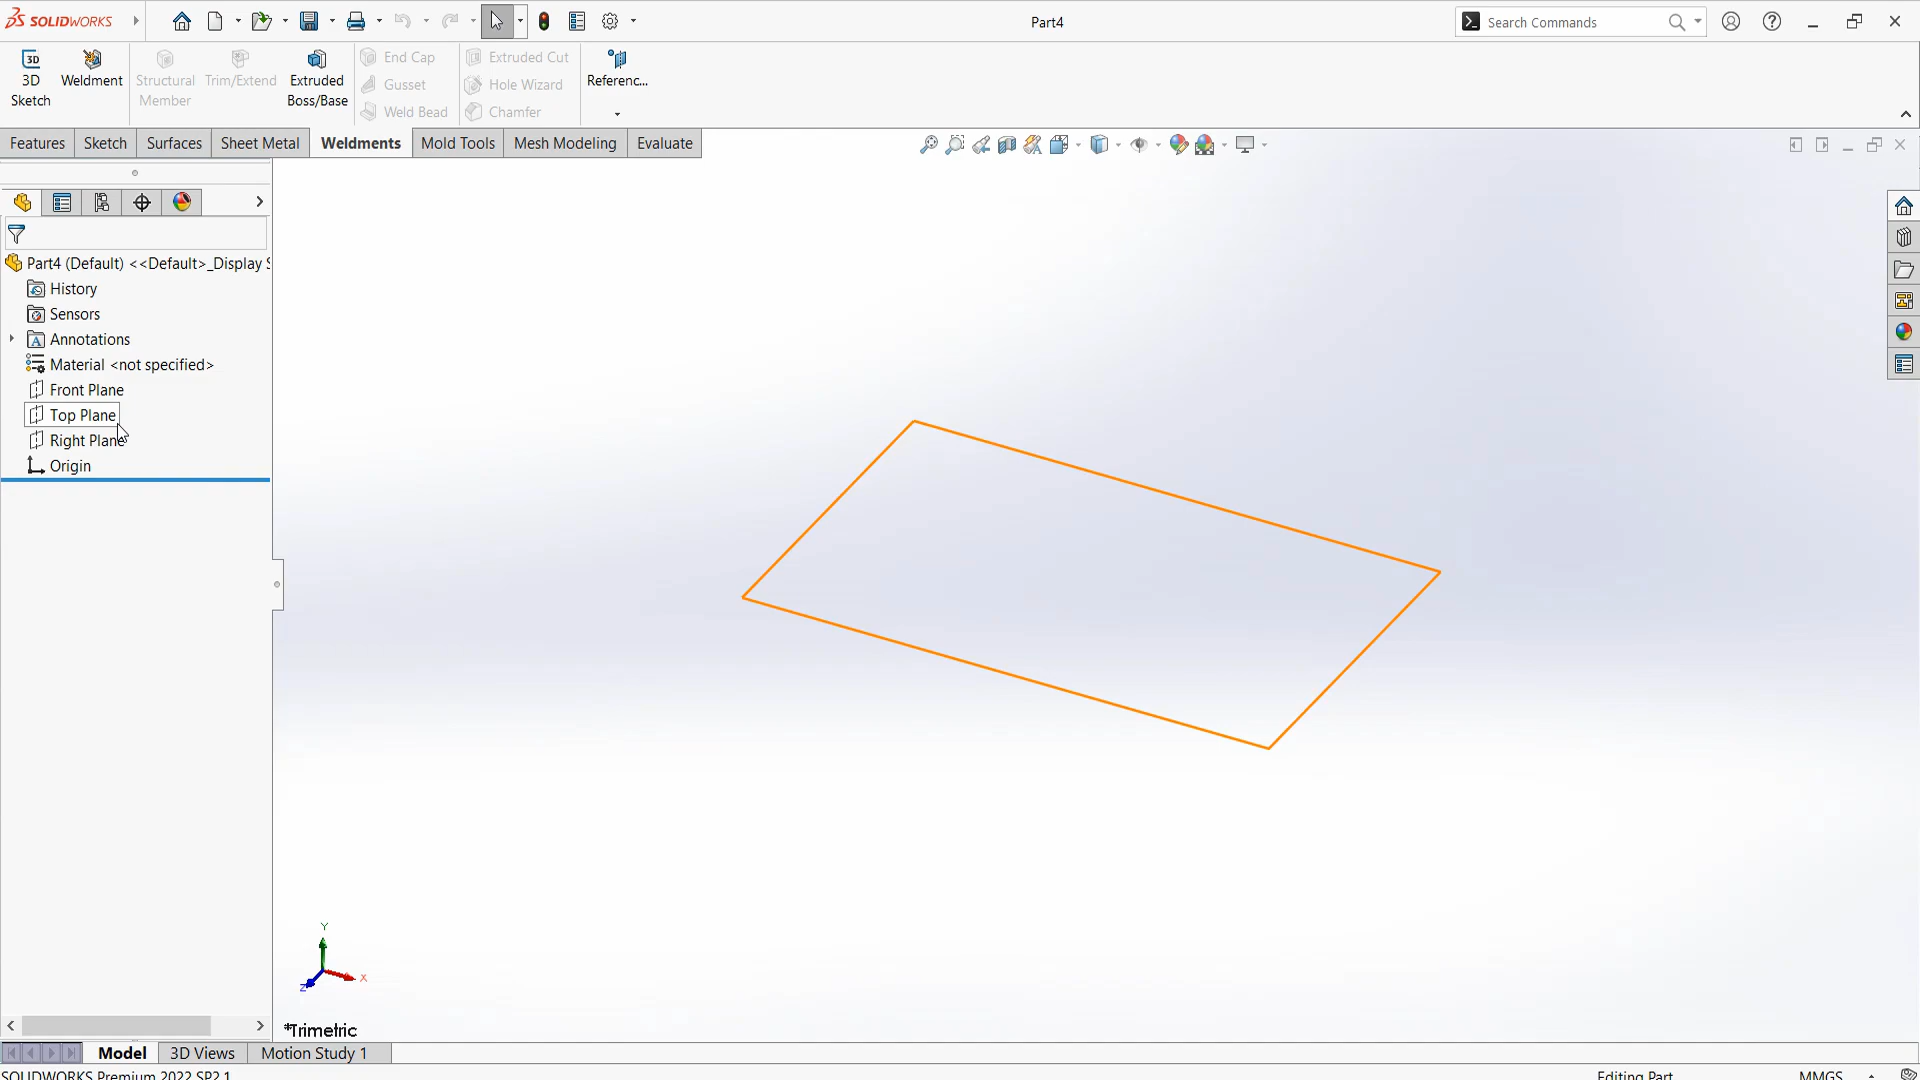 SOLIDWORKS
Part4
Search Commands
3D Sketch
Weldment
Structural Member
Trim/Extend
Extruded Boss/Base
End Cap
Gusset
Weld Bead
Extruded Cut
Hole Wizard
Chamfer
Referenc...
Features
Sketch
Surfaces
Sheet Metal
Weldments
Mold Tools
Mesh Modeling
Evaluate
Part4 (Default) <<Default>_Display S
History
Sensors
Annotations
Material <not specified>
Front Plane
Top Plane
Right Plane
Origin
Y
X
Z
*Trimetric
Model
3D Views
Motion Study 1
SOLIDWORKS Premium 2022 SP2.1
Editing Part
MMGS